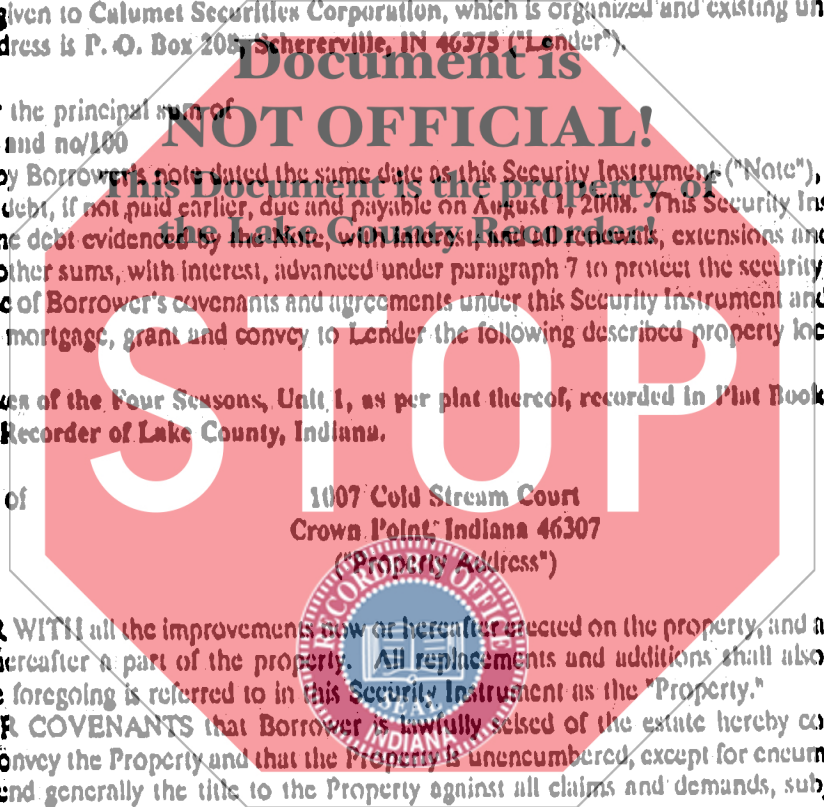 iven to Calumet Securities Corporation, which is organized and existing un
dress is P. O. Box 208, Schererville, IN 46375 ("Lender").
Document is
the principal sum of
NOT OFFICIAL!
and no/100
y Borrower's note dated the same date as this Security Instrument ("Note"),
This Document is the property of
debt, if not paid earlier, due and payable on August 1, 2008. This Security Ins
the Lake County Recorder!
e debt evidenced by the Note, with interest, and all renewals, extensions and
other sums, with interest, advanced under paragraph 7 to protect the security
of Borrower's covenants and agreements under this Security Instrument and
mortgage, grant and convey to Lender the following described property loc
STOP
es of the Four Seasons, Unit 1, as per plat thereof, recorded in Plat Book
Recorder of Lake County, Indiana.
of 1007 Cold Stream Court
Crown Point, Indiana 46307
("Property Address")
RECORDER'S OFFICE
SEAL
INDIANA
R WITH all the improvements now or hereafter erected on the property, and a
ereafter a part of the property. All replacements and additions shall also
foregoing is referred to in this Security Instrument as the "Property."
R COVENANTS that Borrower is lawfully seised of the estate hereby co
onvey the Property and that the Property is unencumbered, except for encum
end generally the title to the Property against all claims and demands, sub